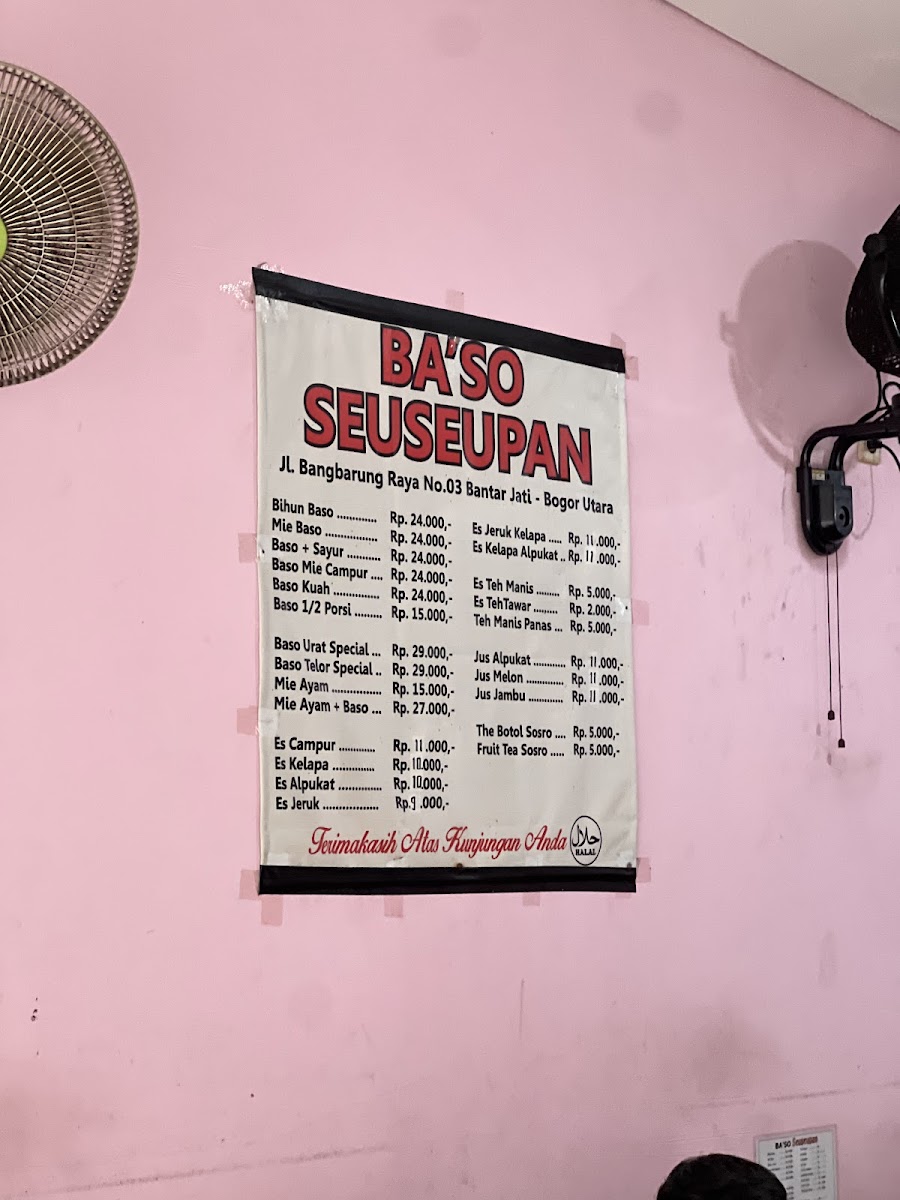 BA'SO
SEUSEUPAN
Jl. Bangbarung Raya No.03 Bantar Jati - Bogor Utara
Bihun Baso ............. Rp. 24.000,-
Mie Baso ................ Rp. 24.000,-
Baso + Sayur .......... Rp. 24.000,-
Baso Mie Campur .... Rp. 24.000,-
Baso Kuah .............. Rp. 24.000,-
Baso 1/2 Porsi ......... Rp. 15.000,-
Baso Urat Special ... Rp. 29.000,-
Baso Telor Special .. Rp. 29.000,-
Mie Ayam ................ Rp. 15.000,-
Mie Ayam + Baso ... Rp. 27.000,-
Es Campur ............ Rp. 11.000,-
Es Kelapa .............. Rp. 10.000,-
Es Alpukat .............. Rp. 10.000,-
Es Jeruk .................. Rp.9 .000,-
Es Jeruk Kelapa ..... Rp. 11.000,-
Es Kelapa Alpukat .. Rp. 11.000,-
Es Teh Manis ......... Rp. 5.000,-
Es TehTawar ......... Rp. 2.000,-
Teh Manis Panas ... Rp. 5.000,-
Jus Alpukat ............ Rp. 11.000,-
Jus Melon .............. Rp. 11.000,-
Jus Jambu ............. Rp. 11.000,-
The Botol Sosro .... Rp. 5.000,-
Fruit Tea Sosro ..... Rp. 5.000,-
Terimakasih Atas Kunjungan Anda
حلال
HALAL
BA'SO Seuseupan